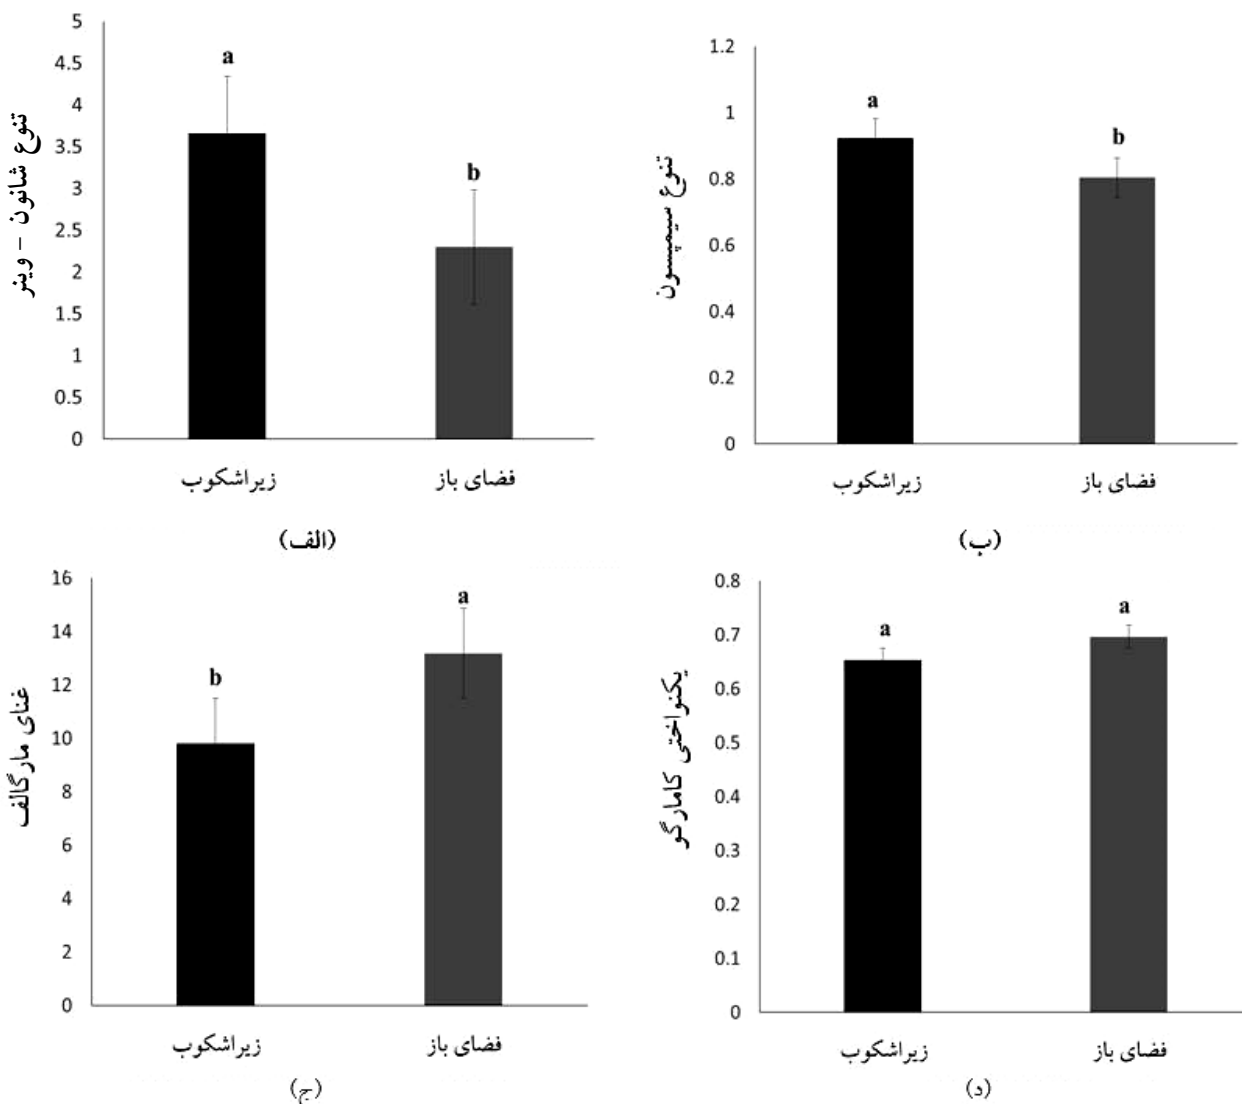 تنوع شانون - وینر
5
4.5
4
3.5
3
2.5
2
1.5
1
0.5
0
a
b
زیراشکوب
فضای باز
(الف)
تنوع سیمپسون
1.2
1
0.8
0.6
0.4
0.2
0
a
b
زیراشکوب
فضای باز
(ب)
غنای مارگالف
16
14
12
10
8
6
4
2
0
b
a
زیراشکوب
فضای باز
(ج)
یکنواختی کامارگو
0.8
0.7
0.6
0.5
0.4
0.3
0.2
0.1
0
a
a
زیراشکوب
فضای باز
(د)